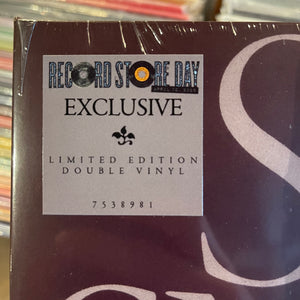 RECORD STORE DAY
EXCLUSIVE
LIMITED EDITION
DOUBLE VINYL
7538981
S